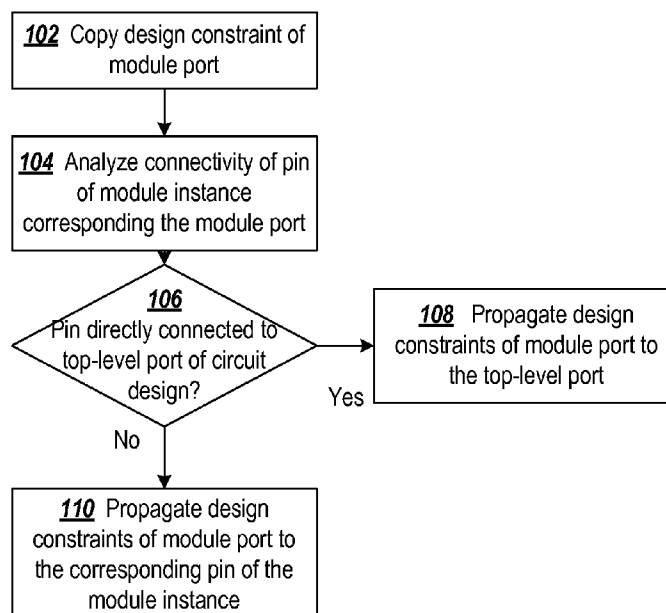 102 Copy design constraint of
module port
104 Analyze connectivity of pin
of module instance
corresponding the module port
106
Pin directly connected to
top-level port of circuit
design?
108 Propagate design
constraints of module port to
the top-level port
Yes
No
110 Propagate design
constraints of module port to
the corresponding pin of the
module instance